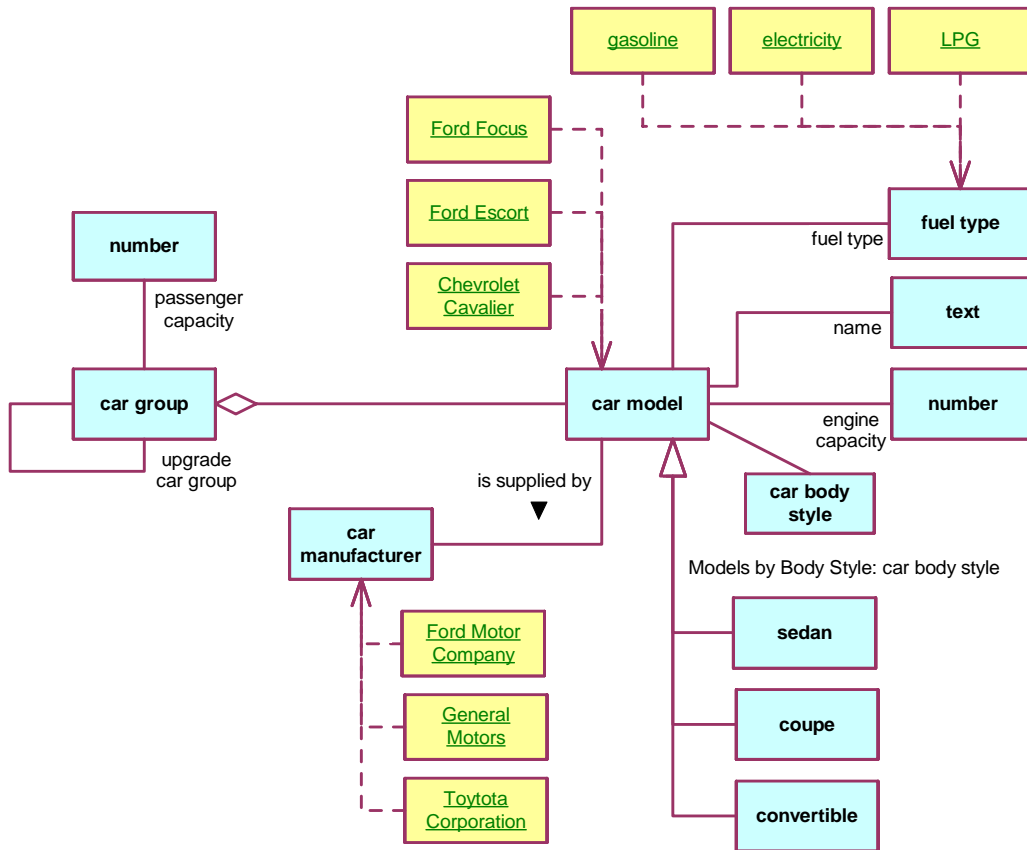 gasoline
electricity
LPG
Ford Focus
Ford Escort
Chevrolet
Cavalier
fuel type
fuel type
number
passenger
capacity
text
name
car group
upgrade
car group
car model
number
engine
capacity
is supplied by
▼
car body
style
car
manufacturer
Models by Body Style: car body style
Ford Motor
Company
General
Motors
Toytota
Corporation
sedan
coupe
convertible